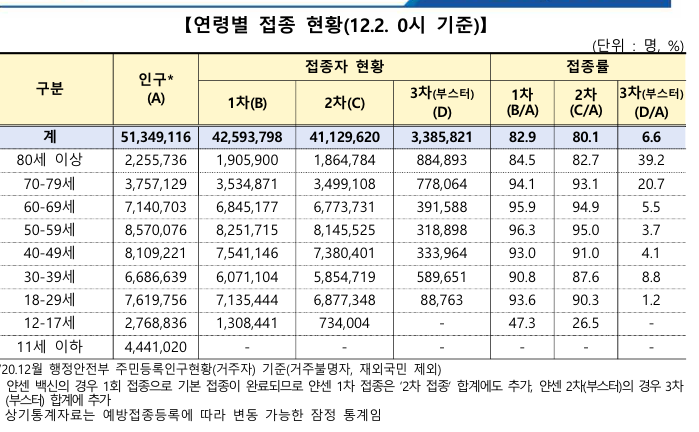 【연령별 접종 현황(12.2. 0시 기준)】
(단위 : 명, %)
구분 인구* (A) 접종자 현황 접종률
1차(B) 2차(C) 3차(부스터) (D) 1차 (B/A) 2차 (C/A) 3차(부스터) (D/A)
계 51,349,116 42,593,798 41,129,620 3,385,821 82.9 80.1 6.6
80세 이상 2,255,736 1,905,900 1,864,784 884,893 84.5 82.7 39.2
70-79세 3,757,129 3,534,871 3,499,108 778,064 94.1 93.1 20.7
60-69세 7,140,703 6,845,177 6,773,731 391,588 95.9 94.9 5.5
50-59세 8,570,076 8,251,715 8,145,525 318,898 96.3 95.0 3.7
40-49세 8,109,221 7,541,146 7,380,401 333,964 93.0 91.0 4.1
30-39세 6,686,639 6,071,104 5,854,719 589,651 90.8 87.6 8.8
18-29세 7,619,756 7,135,444 6,877,348 88,763 93.6 90.3 1.2
12-17세 2,768,836 1,308,441 734,004 - 47.3 26.5 -
11세 이하 4,441,020 - - - - - -
'20.12월 행정안전부 주민등록인구현황(거주자) 기준(거주불명자, 재외국민 제외)
얀센 백신의 경우 1회 접종으로 기본 접종이 완료되므로 얀센 1차 접종은 '2차 접종' 합계에도 추가, 얀센 2차(부스터)의 경우 3차
(부스터) 합계에 추가
상기통계자료는 예방접종등록에 따라 변동 가능한 잠정 통계임